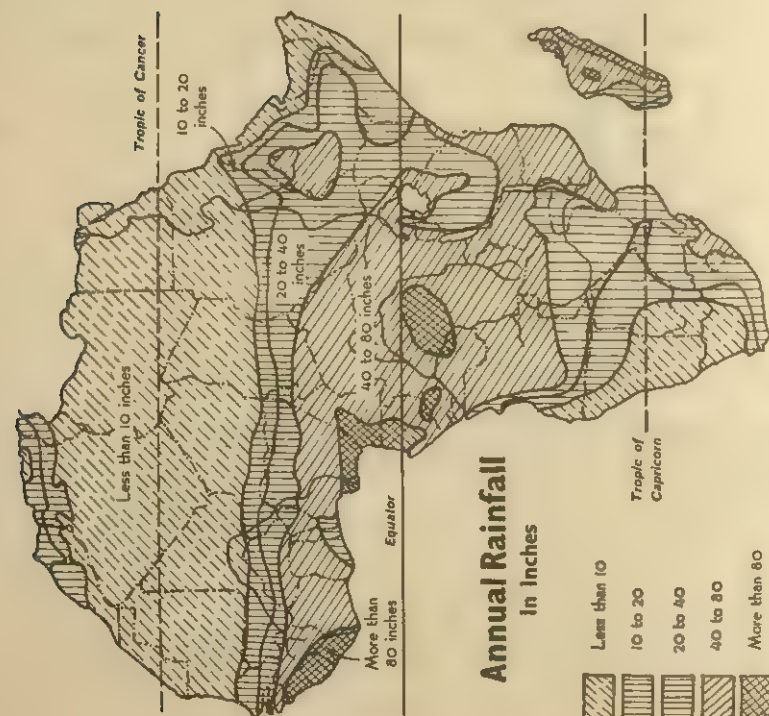 Tropic of Cancer
10 to 20
inches
Less than 10 inches
20 to 40
inches
40 to 80 inches
Equator
More than
80 inches
Annual Rainfall
In Inches
Tropic of
Capricorn
Less than 10
10 to 20
20 to 40
40 to 80
More than 80